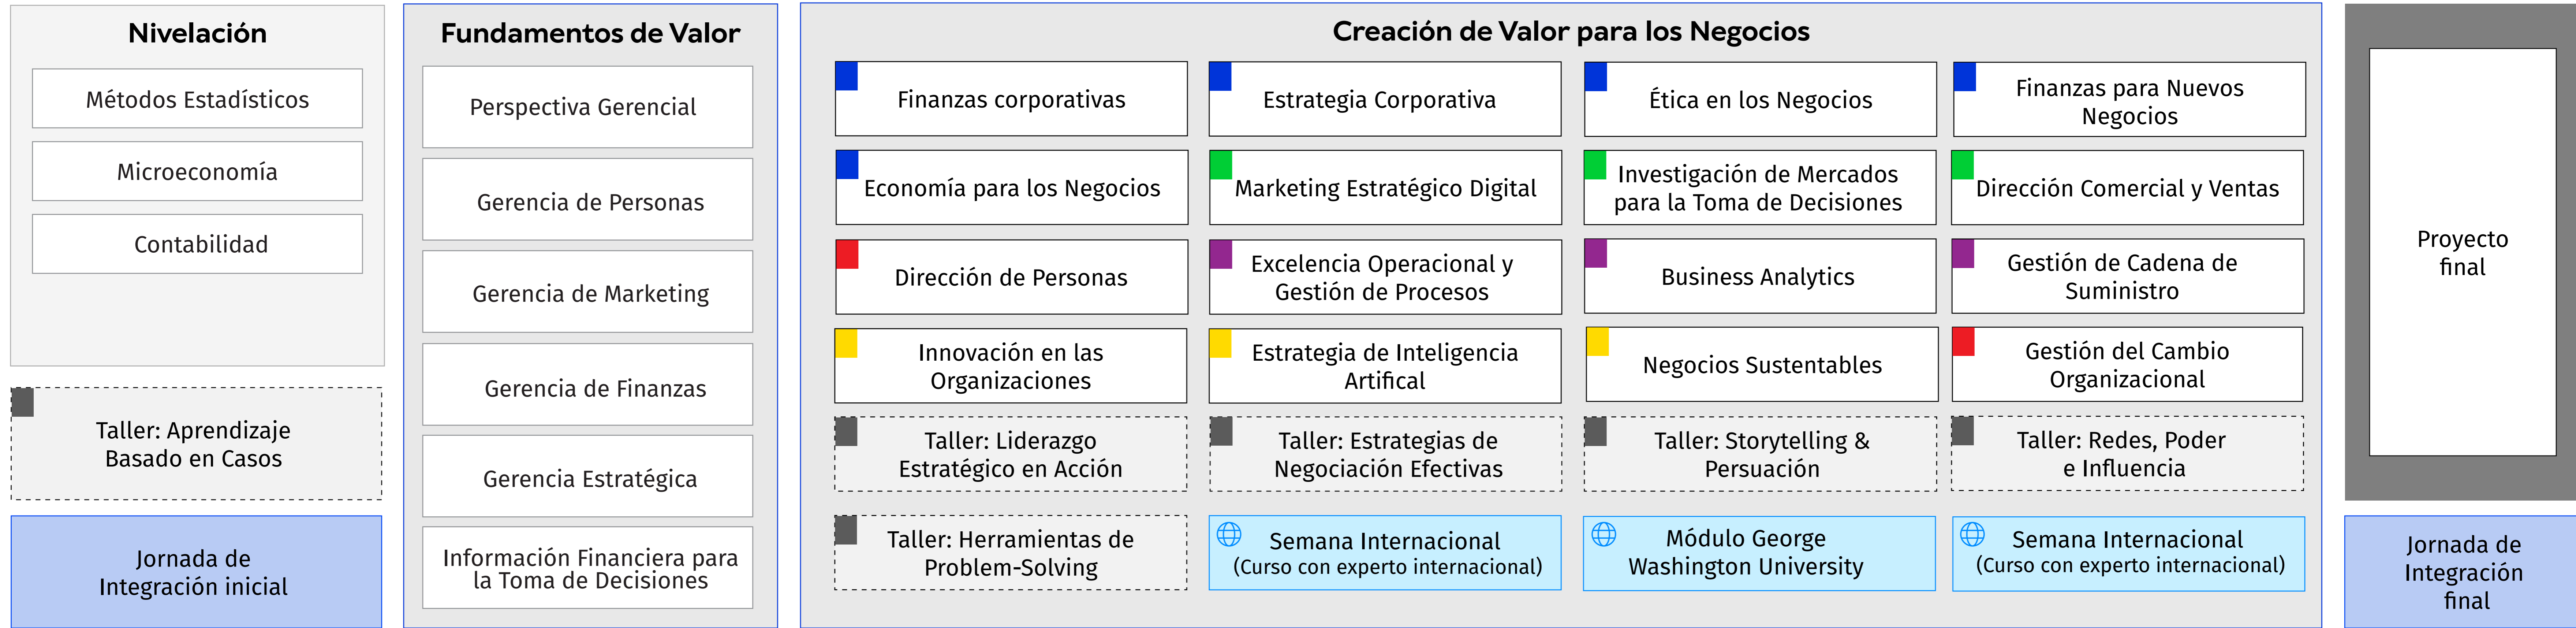 Nivelación
Métodos Estadísticos
Microeconomía
Contabilidad
Taller: Aprendizaje
Basado en Casos
Jornada de
Integración inicial
Fundamentos de Valor
Perspectiva Gerencial
Gerencia de Personas
Gerencia de Marketing
Gerencia de Finanzas
Gerencia Estratégica
Información Financiera para
la Toma de Decisiones
Creación de Valor para los Negocios
Finanzas corporativas
Estrategia Corporativa
Ética en los Negocios
Finanzas para Nuevos
Negocios
Economía para los Negocios
Marketing Estratégico Digital
Investigación de Mercados
para la Toma de Decisiones
Dirección Comercial y Ventas
Dirección de Personas
Excelencia Operacional y
Gestión de Procesos
Business Analytics
Gestión de Cadena de
Suministro
Innovación en las
Organizaciones
Estrategia de Inteligencia
Artifical
Negocios Sustentables
Gestión del Cambio
Organizacional
Taller: Liderazgo
Estratégico en Acción
Taller: Estrategias de
Negociación Efectivas
Taller: Storytelling &
Persuación
Taller: Redes, Poder
e Influencia
Taller: Herramientas de
Problem-Solving
Semana Internacional
(Curso con experto internacional)
Módulo George
Washington University
Semana Internacional
(Curso con experto internacional)
Proyecto
final
Jornada de
Integración
final